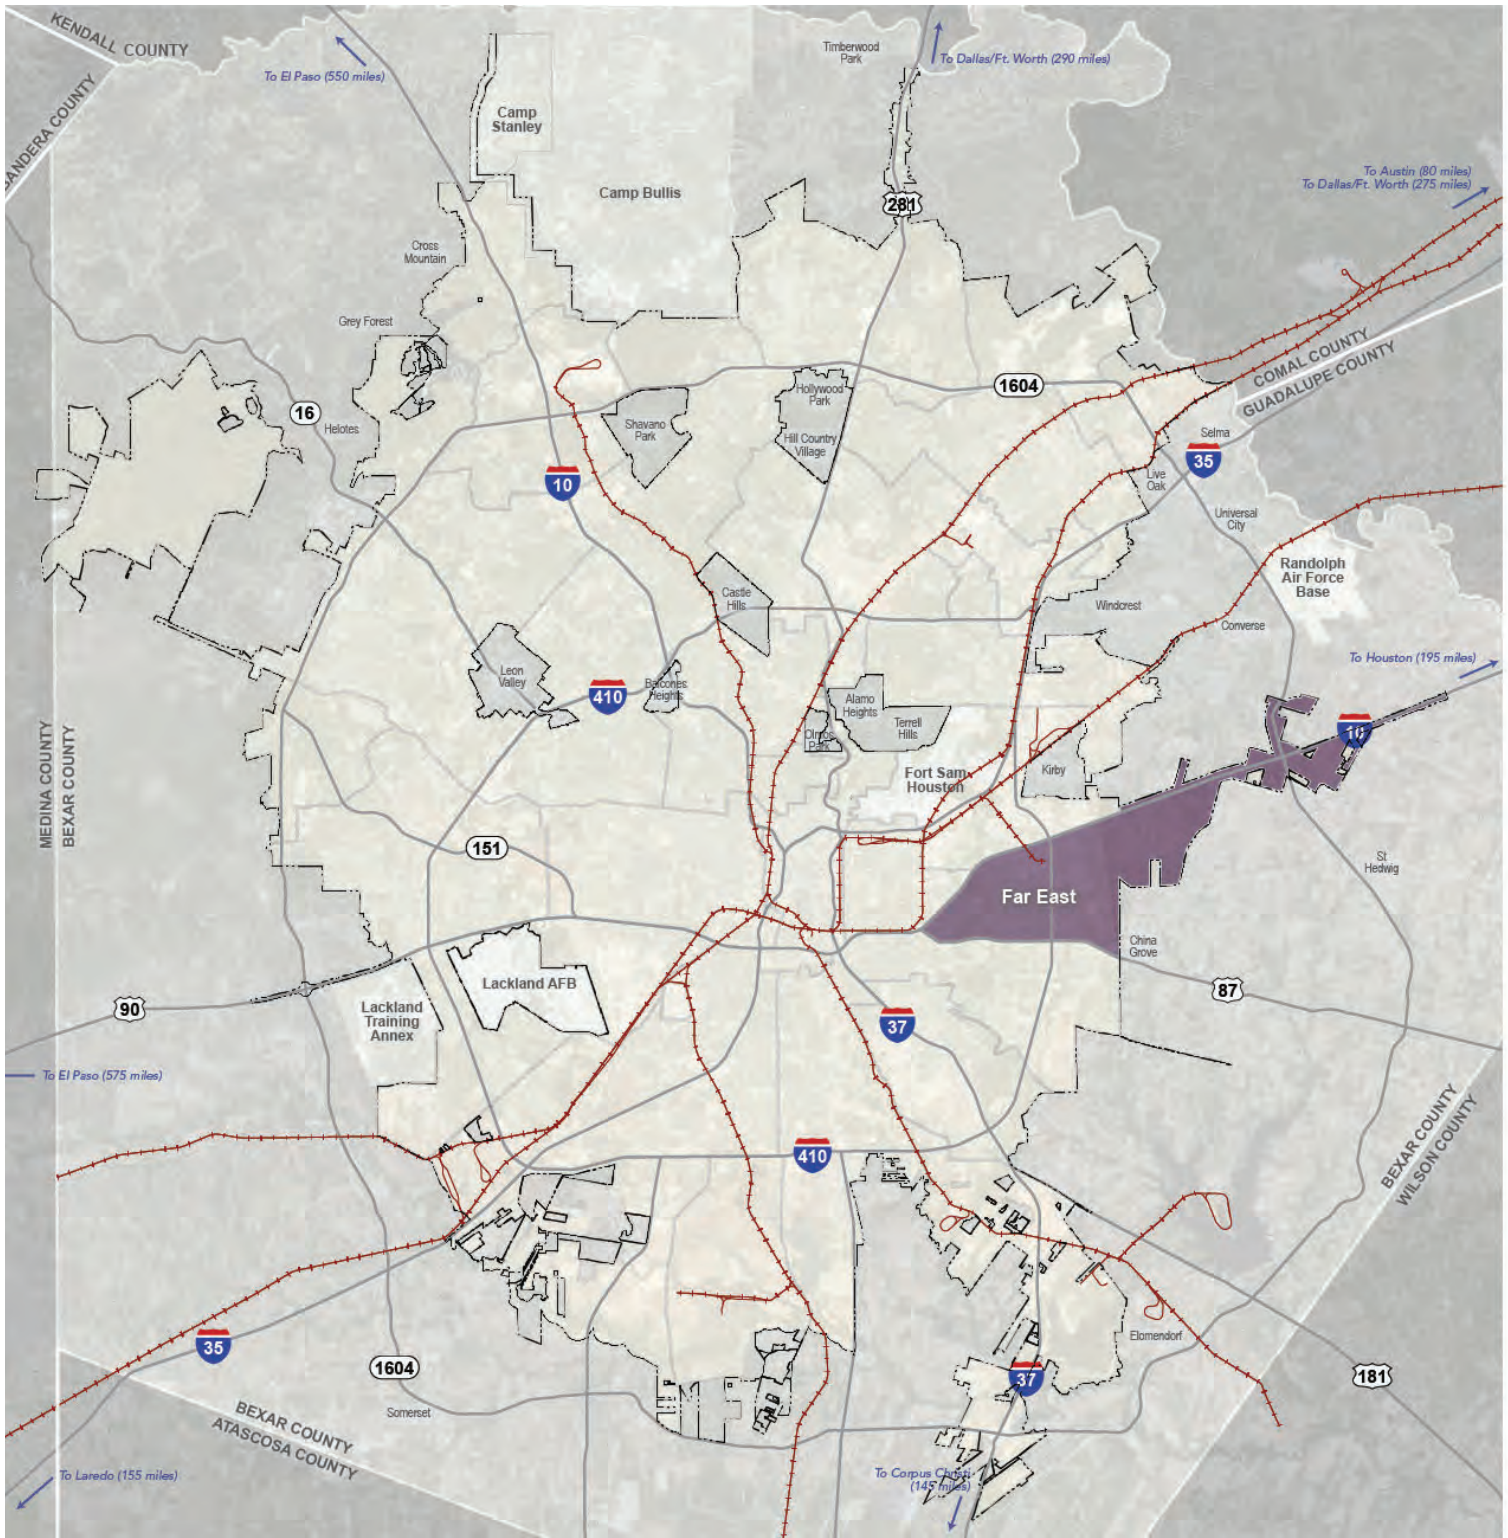 KENDALL COUNTY
BANDERA COUNTY
To El Paso (550 miles)
Timberwood
Park
To Dallas/Ft. Worth (290 miles)
Camp
Stanley
Camp Bullis
To Austin (80 miles)
To Dallas/Ft. Worth (275 miles)
281
Cross
Mountain
Grey Forest
COMAL COUNTY
GUADALUPE COUNTY
1604
Hollywood
Park
16
Helotes
Shavano
Park
Hill Country
Village
Selma
35
Live
Oak
10
Universal
City
Randolph
Air Force
Base
Castle
Hills
Windcrest
Converse
To Houston (195 miles)
Leon
Valley
410
Balcones
Heights
Alamo
Heights
Terrell
Hills
Olmos
Park
10
MEDINA COUNTY
BEXAR COUNTY
Fort Sam
Houston
Kirby
151
St
Hedwig
Far East
China
Grove
Lackland AFB
87
90
Lackland
Training
Annex
37
To El Paso (575 miles)
410
BEXAR COUNTY
WILSON COUNTY
35
Elomendorf
1604
37
181
Somerset
BEXAR COUNTY
ATASCOSA COUNTY
To Laredo (155 miles)
To Corpus Christi
(145 miles)